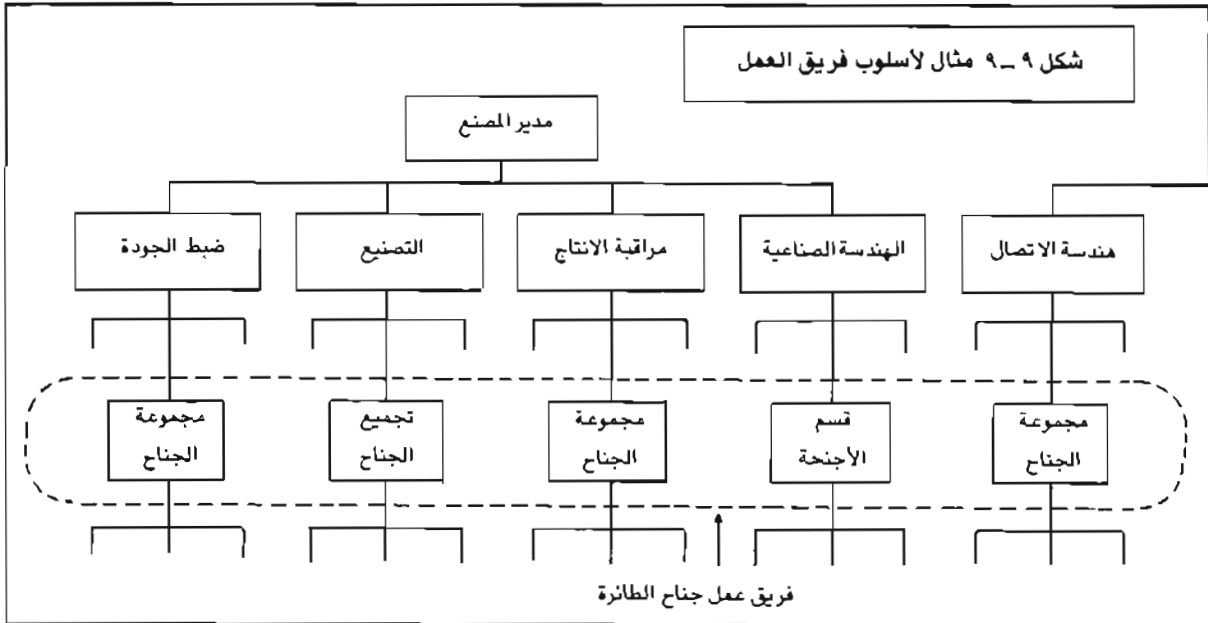 شكل ٩ – ٩ مثال لأسلوب فريق العمل
مدير المصنع
هندسة الاتصال
الهندسة الصناعية
مراقبة الانتاج
التصنيع
ضبط الجودة
مجموعة
الجناح
قسم
الأجنحة
مجموعة
الجناح
تجميع
الجناح
مجموعة
الجناح
فريق عمل جناح الطائرة